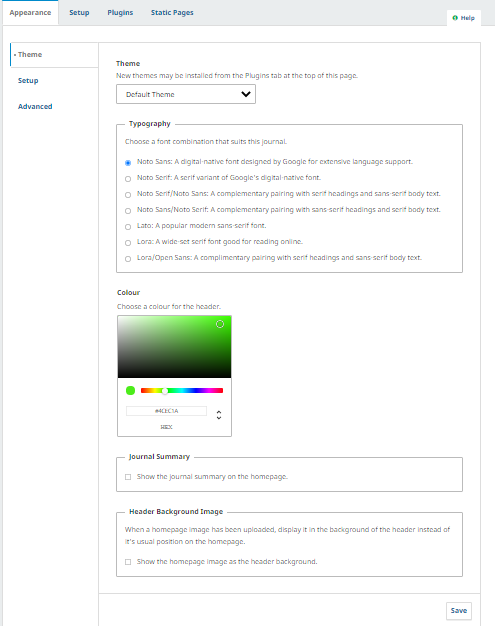 Appearance Setup Plugins Static Pages
Help
Theme
Setup
Advanced
Theme
New themes may be installed from the Plugins tab at the top of this page.
Default Theme
Typography
Choose a font combination that suits this journal.
Noto Sans: A digital-native font designed by Google for extensive language support.
Noto Serif: A serif variant of Google's digital-native font.
Noto Serif/Noto Sans: A complementary pairing with serif headings and sans-serif body text.
Noto Sans/Noto Serif: A complementary pairing with sans-serif headings and serif body text.
Lato: A popular modern sans-serif font.
Lora: A wide-set serif font good for reading online.
Lora/Open Sans: A complimentary pairing with serif headings and sans-serif body text.
Colour
Choose a colour for the header.
#4CEC1A
HEX
Journal Summary
Show the journal summary on the homepage.
Header Background Image
When a homepage image has been uploaded, display it in the background of the header instead of
it's usual position on the homepage.
Show the homepage image as the header background.
Save